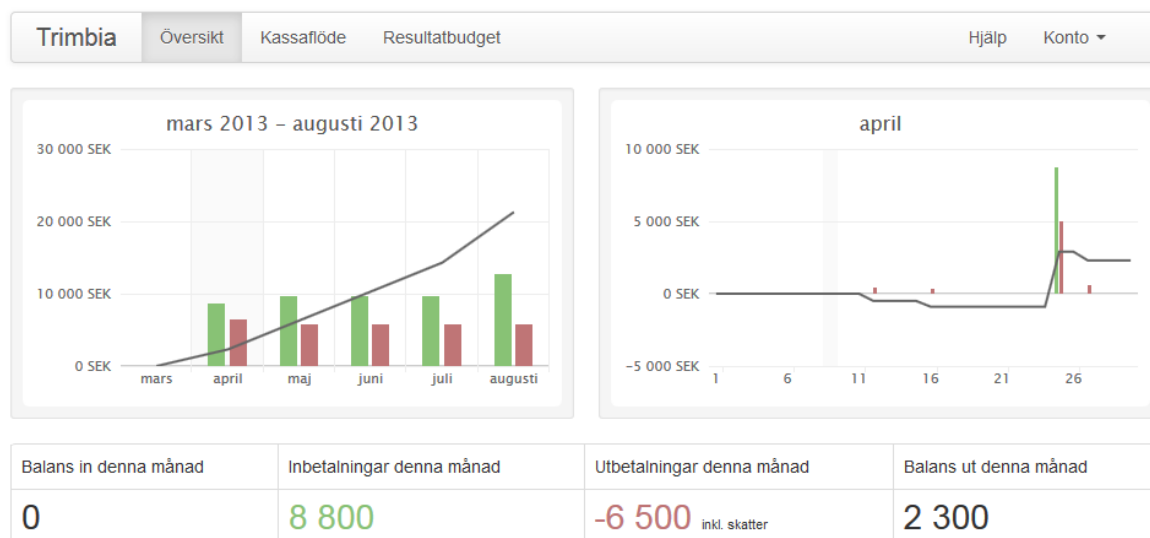 Trimbia Översikt Kassaflöde Resultatbudget Hjälp Konto
mars 2013 – augusti 2013
30 000 SEK
20 000 SEK
10 000 SEK
0 SEK
mars april maj juni juli augusti
april
10 000 SEK
5 000 SEK
0 SEK
−5 000 SEK
1 6 11 16 21 26
Balans in denna månad Inbetalningar denna månad Utbetalningar denna månad Balans ut denna månad
0 8 800 -6 500 inkl. skatter 2 300